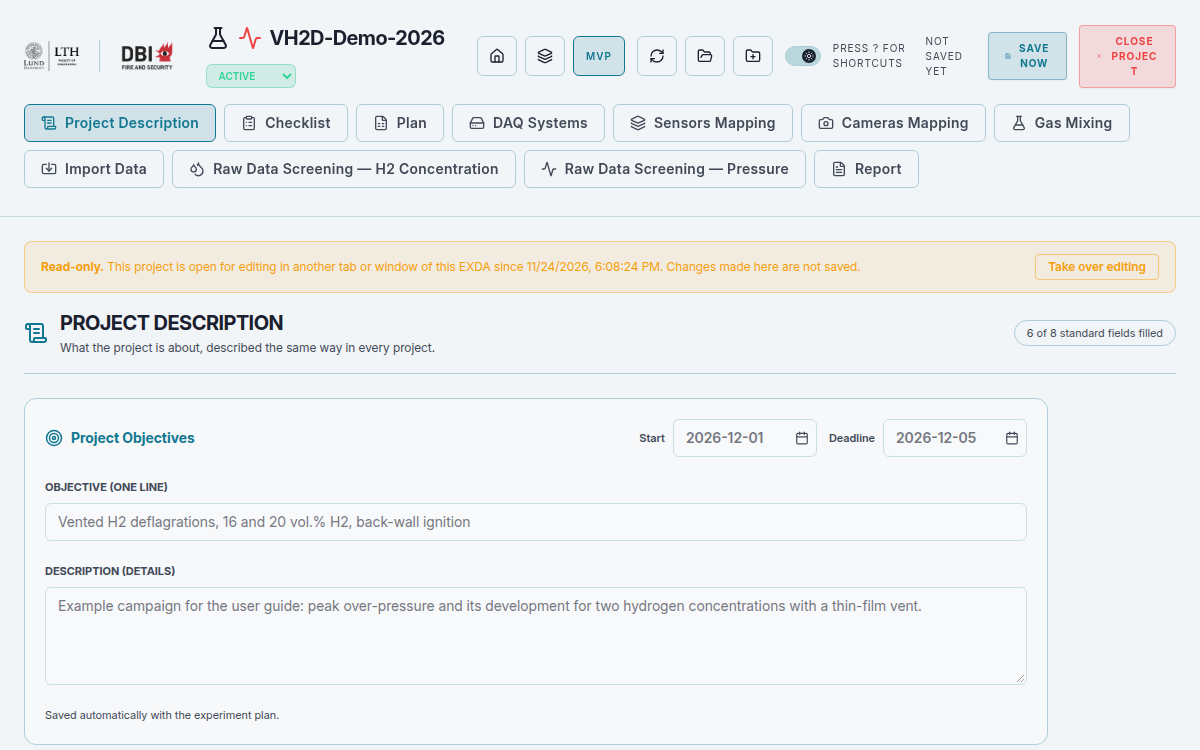 LUND
UNIVERSITY
LTH
FACULTY OF
ENGINEERING
DBI
FIRE AND SECURITY
VH2D-Demo-2026
ACTIVE
MVP
PRESS ? FOR
SHORTCUTS
NOT
SAVED
YET
SAVE
NOW
CLOSE
PROJEC
T
Project Description
Checklist
Plan
DAQ Systems
Sensors Mapping
Cameras Mapping
Gas Mixing
Import Data
Raw Data Screening — H2 Concentration
Raw Data Screening — Pressure
Report
Read-only. This project is open for editing in another tab or window of this EXDA since 11/24/2026, 6:08:24 PM. Changes made here are not saved.
Take over editing
PROJECT DESCRIPTION
What the project is about, described the same way in every project.
6 of 8 standard fields filled
Project Objectives
Start
2026-12-01
Deadline
2026-12-05
OBJECTIVE (ONE LINE)
Vented H2 deflagrations, 16 and 20 vol.% H2, back-wall ignition
DESCRIPTION (DETAILS)
Example campaign for the user guide: peak over-pressure and its development for two hydrogen concentrations with a thin-film vent.
Saved automatically with the experiment plan.